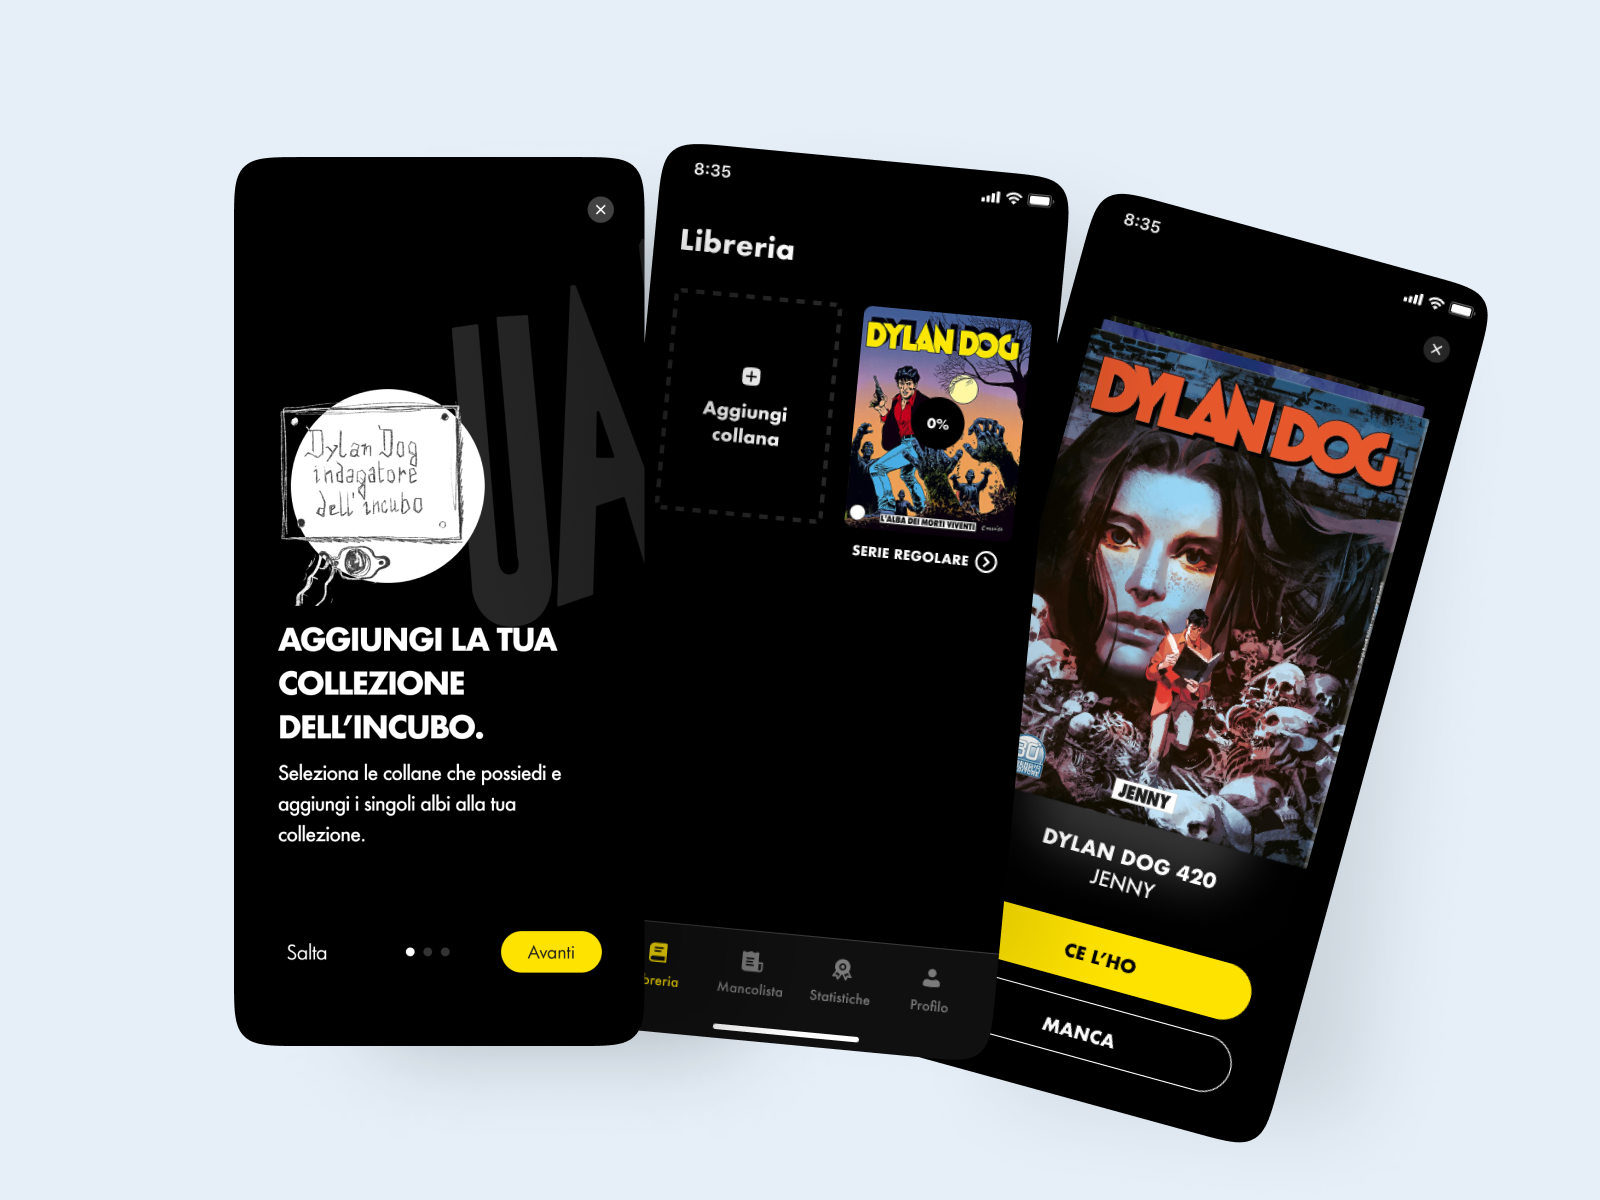 UA
Dylan Dog
indagatore
dell'incubo
AGGIUNGI LA TUA
COLLEZIONE
DELL'INCUBO.
Seleziona le collane che possiedi e
aggiungi i singoli albi alla tua
collezione.
Salta
Avanti
8:35
Libreria
Aggiungi
collana
DYLAN DOG
0%
L'ALBA DEI MORTI VIVENTI
SERIE REGOLARE
breria
Mancolista
Statistiche
Profilo
8:35
DYLAN DOG
JENNY
DYLAN DOG 420
JENNY
CE L'HO
MANCA